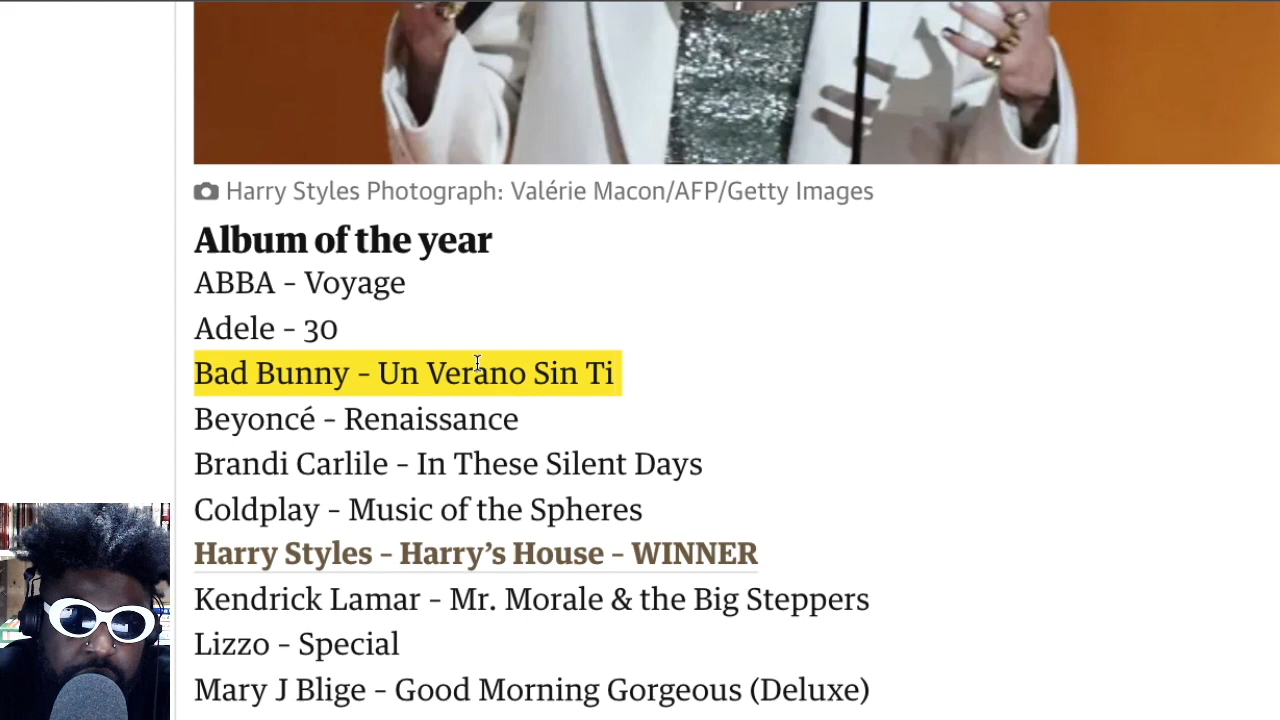 Harry Styles Photograph: Valérie Macon/AFP/Getty Images
Album of the year
ABBA – Voyage
Adele – 30
Bad Bunny – Un Verano Sin Ti
Beyoncé – Renaissance
Brandi Carlile – In These Silent Days
Coldplay – Music of the Spheres
Harry Styles – Harry’s House – WINNER
Kendrick Lamar – Mr. Morale & the Big Steppers
Lizzo – Special
Mary J Blige – Good Morning Gorgeous (Deluxe)